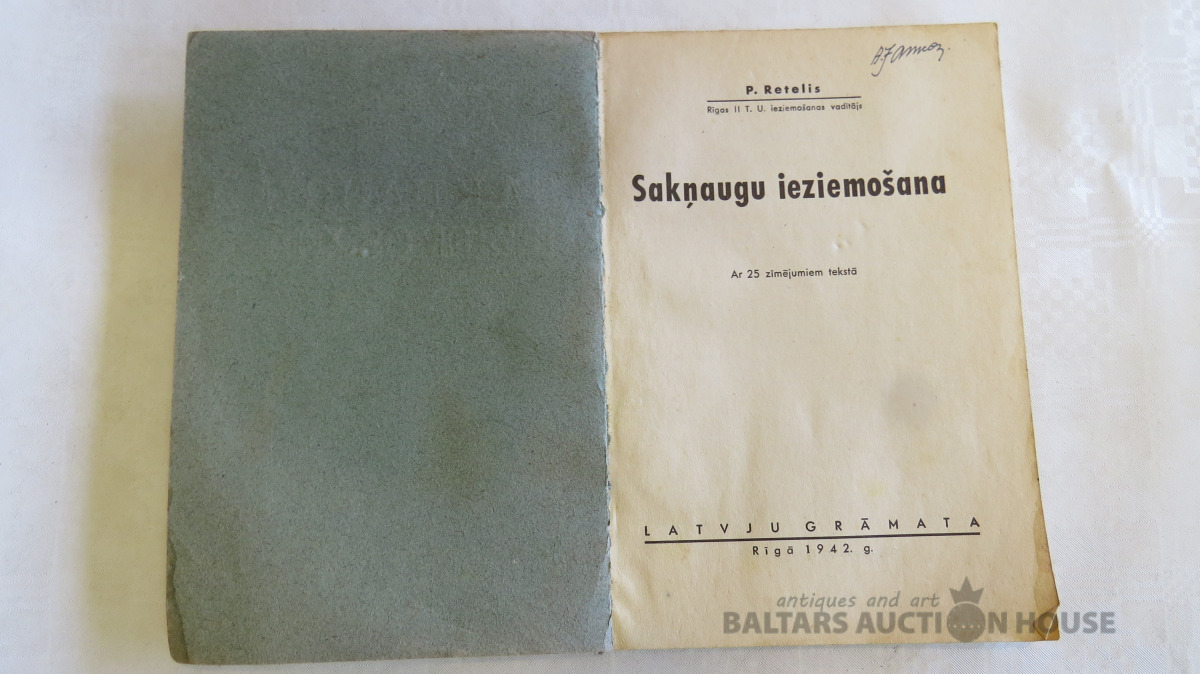 P. Retelis
Rīgas II T. U. ieziemošanas vadītājs
Sakņaugu ieziemošana
Ar 25 zīmējumiem tekstā
LATVJU GRĀMATA
Rīgā 1942. g.
antiques and art
BALTARS AUCTION HOUSE